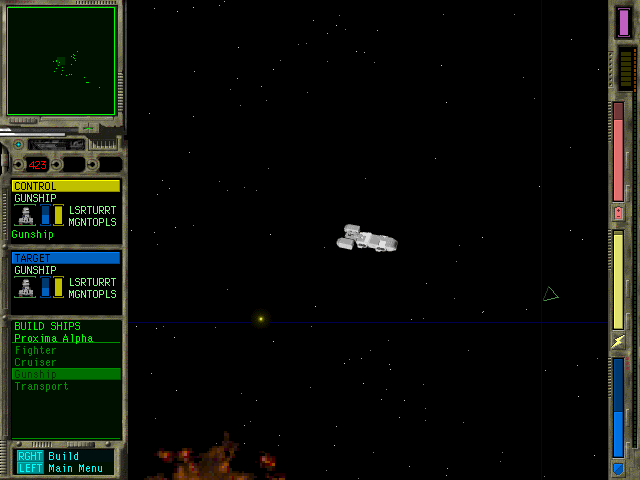 423
CONTROL
GUNSHIP
LSRTURRT
MGNTOPLS
Gunship
TARGET
GUNSHIP
LSRTURRT
MGNTOPLS
BUILD SHIPS
Proxima Alpha
Fighter
Cruiser
Gunship
Transport
RGHT Build
LEFT Main Menu